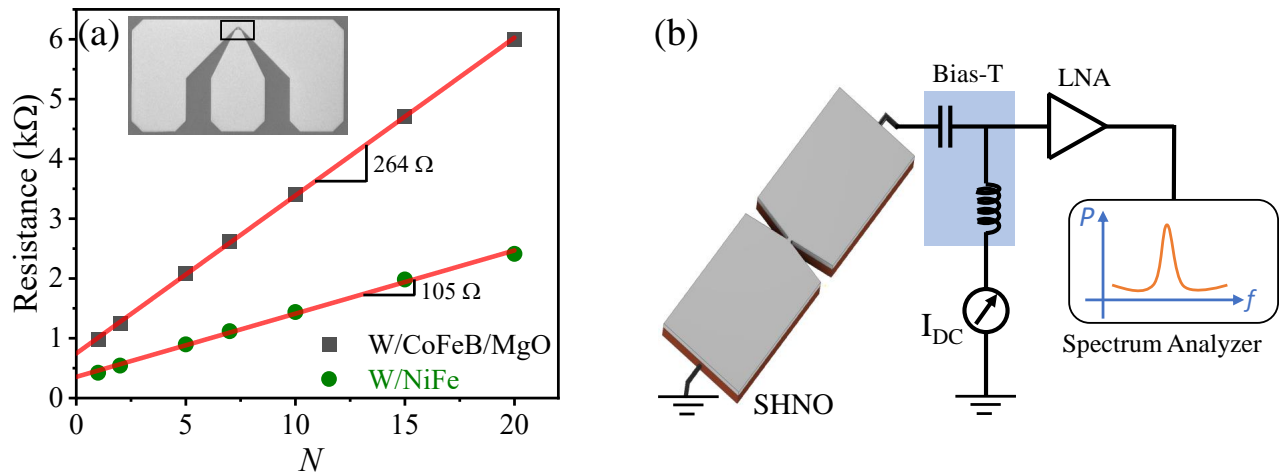 (a)
Resistance (kΩ)
6
5
4
3
2
1
0
264 Ω
105 Ω
W/CoFeB/MgO
W/NiFe
0 5 10 15 20
N
(b)
Bias-T
LNA
I_DC
SHNO
P
f
Spectrum Analyzer